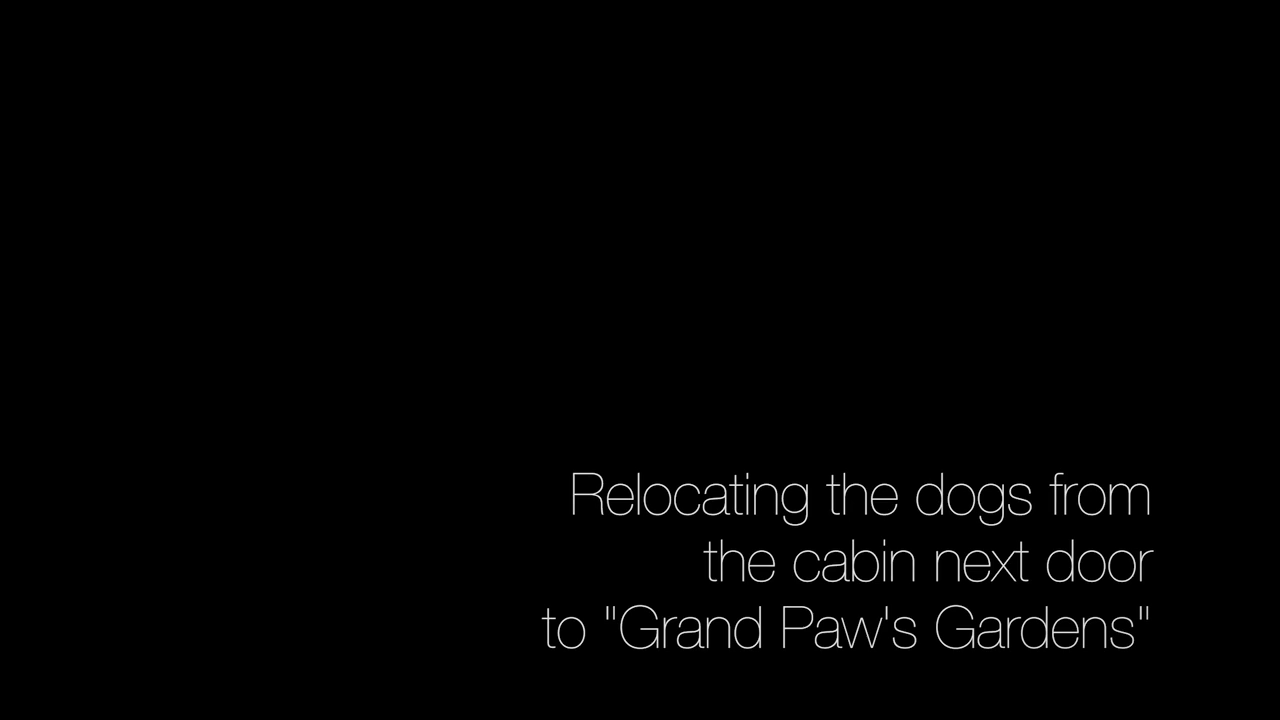 Relocating the dogs from
the cabin next door
to "Grand Paw's Gardens"